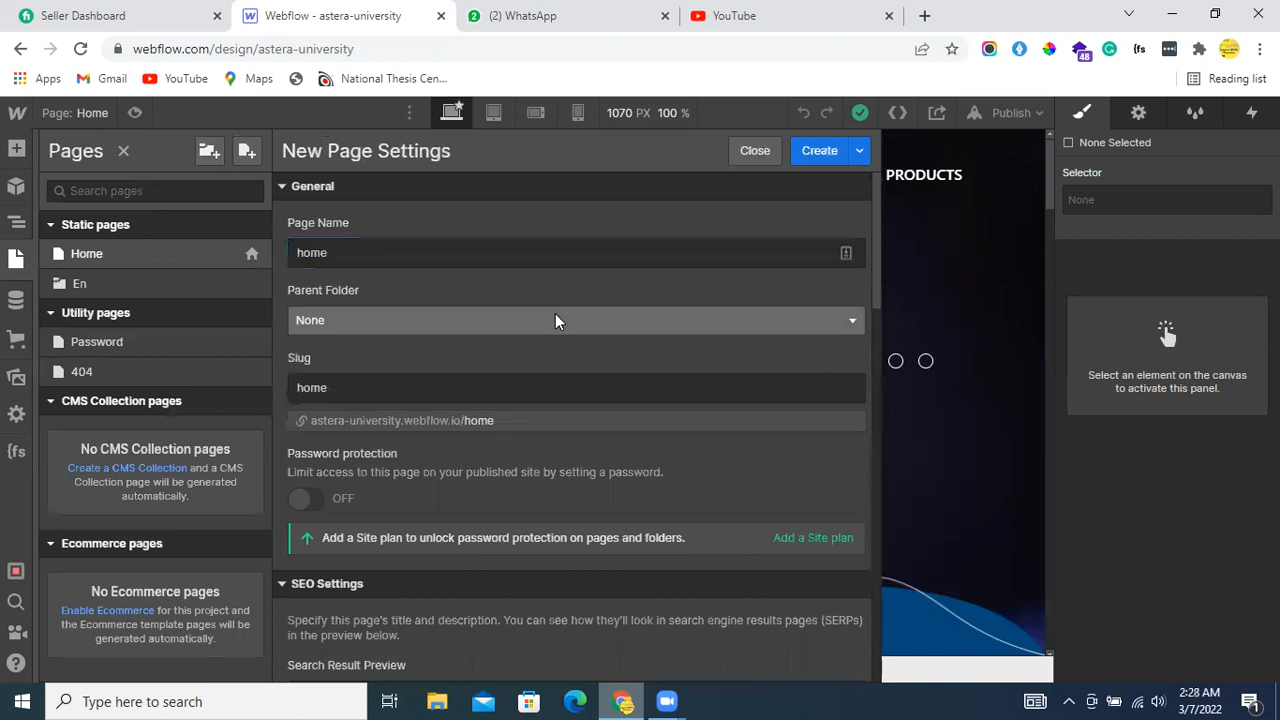 Seller Dashboard
Webflow - astera-university
(2) WhatsApp
YouTube
webflow.com/design/astera-university
48
{fs
Apps
Gmail
YouTube
Maps
National Thesis Cen...
Reading list
Page: Home
1070 PX 100 %
Publish
Pages
New Page Settings
Close
Create
PRODUCTS
None Selected
Search pages
General
Selector
None
Static pages
Page Name
Home
home
En
Parent Folder
Utility pages
None
Password
Slug
404
home
CMS Collection pages
astera-university.webflow.io/home
Select an element on the canvas
to activate this panel.
No CMS Collection pages
Create a CMS Collection and a CMS
Collection page will be generated
automatically.
{fs
Password protection
Limit access to this page on your published site by setting a password.
OFF
Add a Site plan to unlock password protection on pages and folders.
Add a Site plan
Ecommerce pages
No Ecommerce pages
Enable Ecommerce for this project and
the Ecommerce template pages will be
generated automatically.
SEO Settings
Specify this page's title and description. You can see how they'll look in search engine results pages (SERPs)
in the preview below.
Search Result Preview
Type here to search
2:28 AM
3/7/2022
1